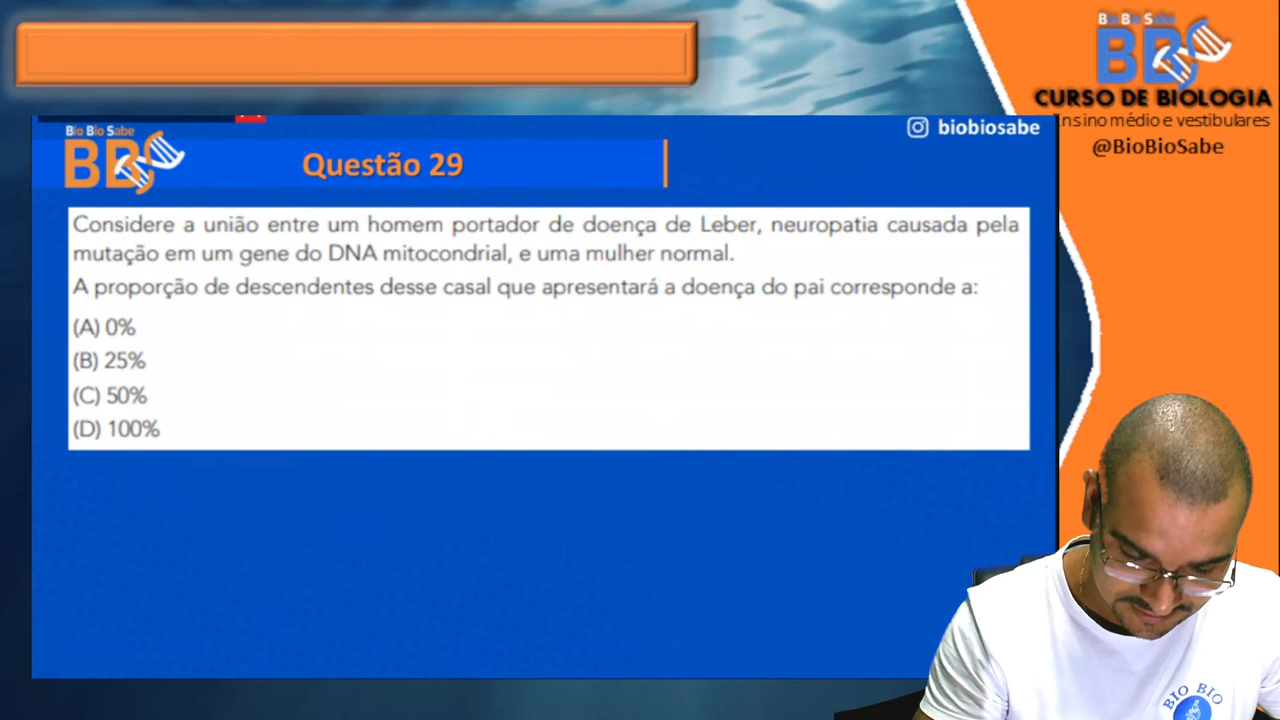 Bio Bio Sabe
BBS
CURSO DE BIOLOGIA
Ensino médio e vestibulares
@BioBioSabe
biobiosabe
Bio Bio Sabe
BBS
Questão 29
Considere a união entre um homem portador de doença de Leber, neuropatia causada pela
mutação em um gene do DNA mitocondrial, e uma mulher normal.
A proporção de descendentes desse casal que apresentará a doença do pai corresponde a:
(A) 0%
(B) 25%
(C) 50%
(D) 100%
BIO BIO